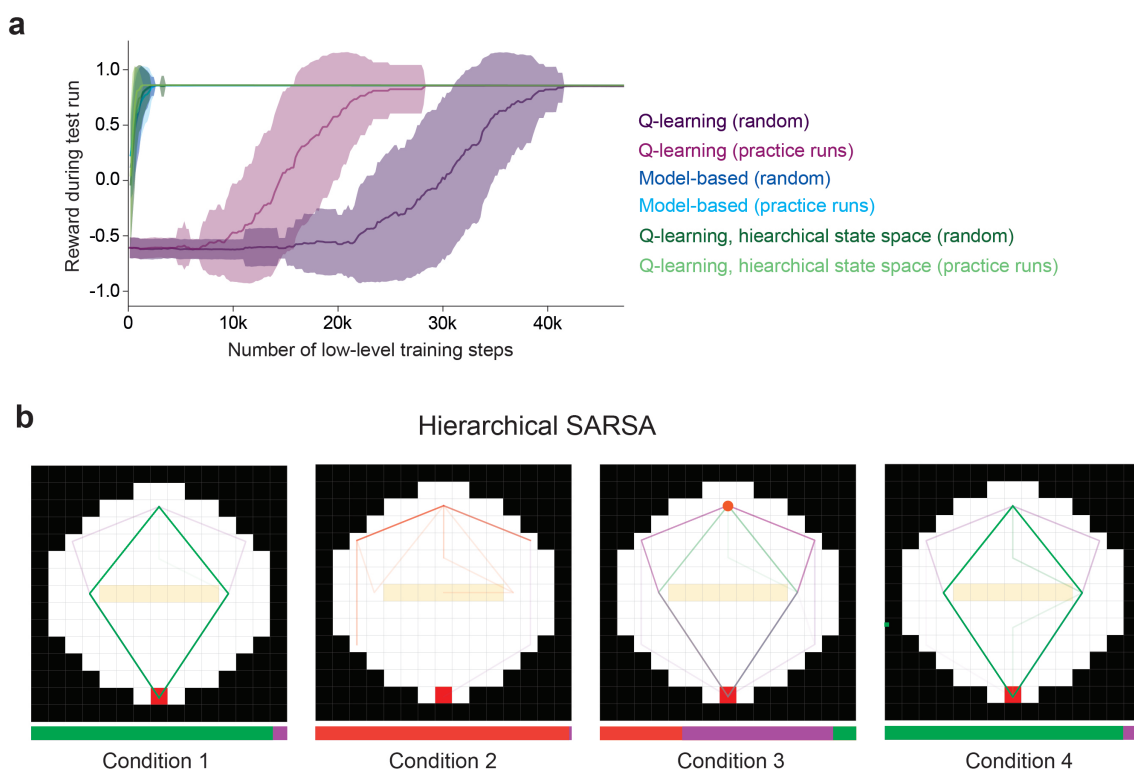 a
Reward during test run
1.0
0.5
0.0
-0.5
-1.0
0
10k
20k
30k
40k
Number of low-level training steps
Q-learning (random)
Q-learning (practice runs)
Model-based (random)
Model-based (practice runs)
Q-learning, hiearchical state space (random)
Q-learning, hiearchical state space (practice runs)
b
Hierarchical SARSA
Condition 1
Condition 2
Condition 3
Condition 4